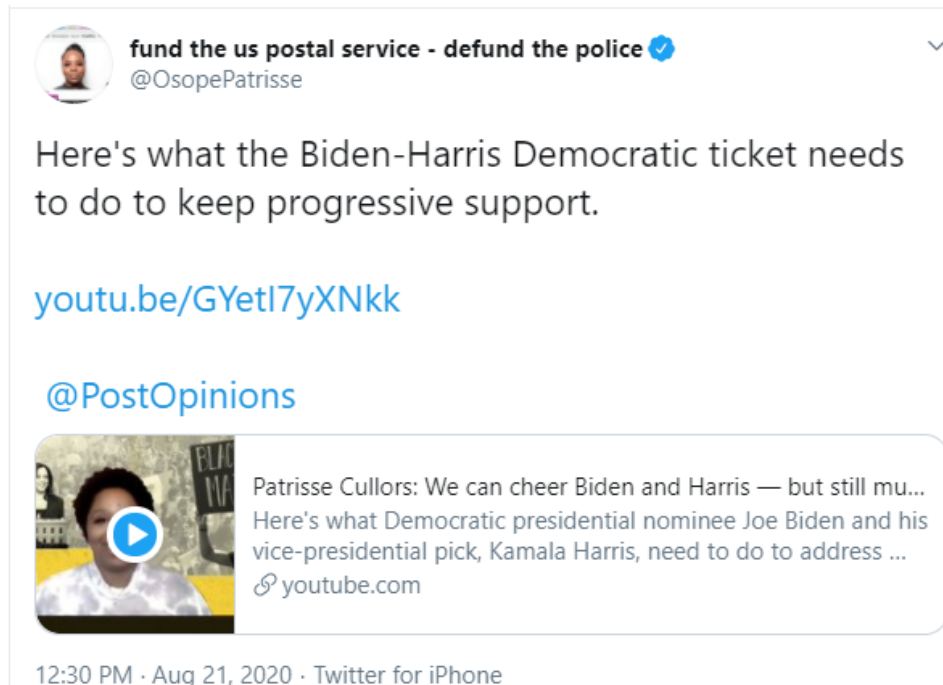 fund the us postal service - defund the police
@OsopePatrisse
Here's what the Biden-Harris Democratic ticket needs
to do to keep progressive support.
youtu.be/GYetI7yXNkk
@PostOpinions
BLAC
MA
Patrisse Cullors: We can cheer Biden and Harris — but still mu...
Here's what Democratic presidential nominee Joe Biden and his
vice-presidential pick, Kamala Harris, need to do to address ...
youtube.com
12:30 PM · Aug 21, 2020 · Twitter for iPhone